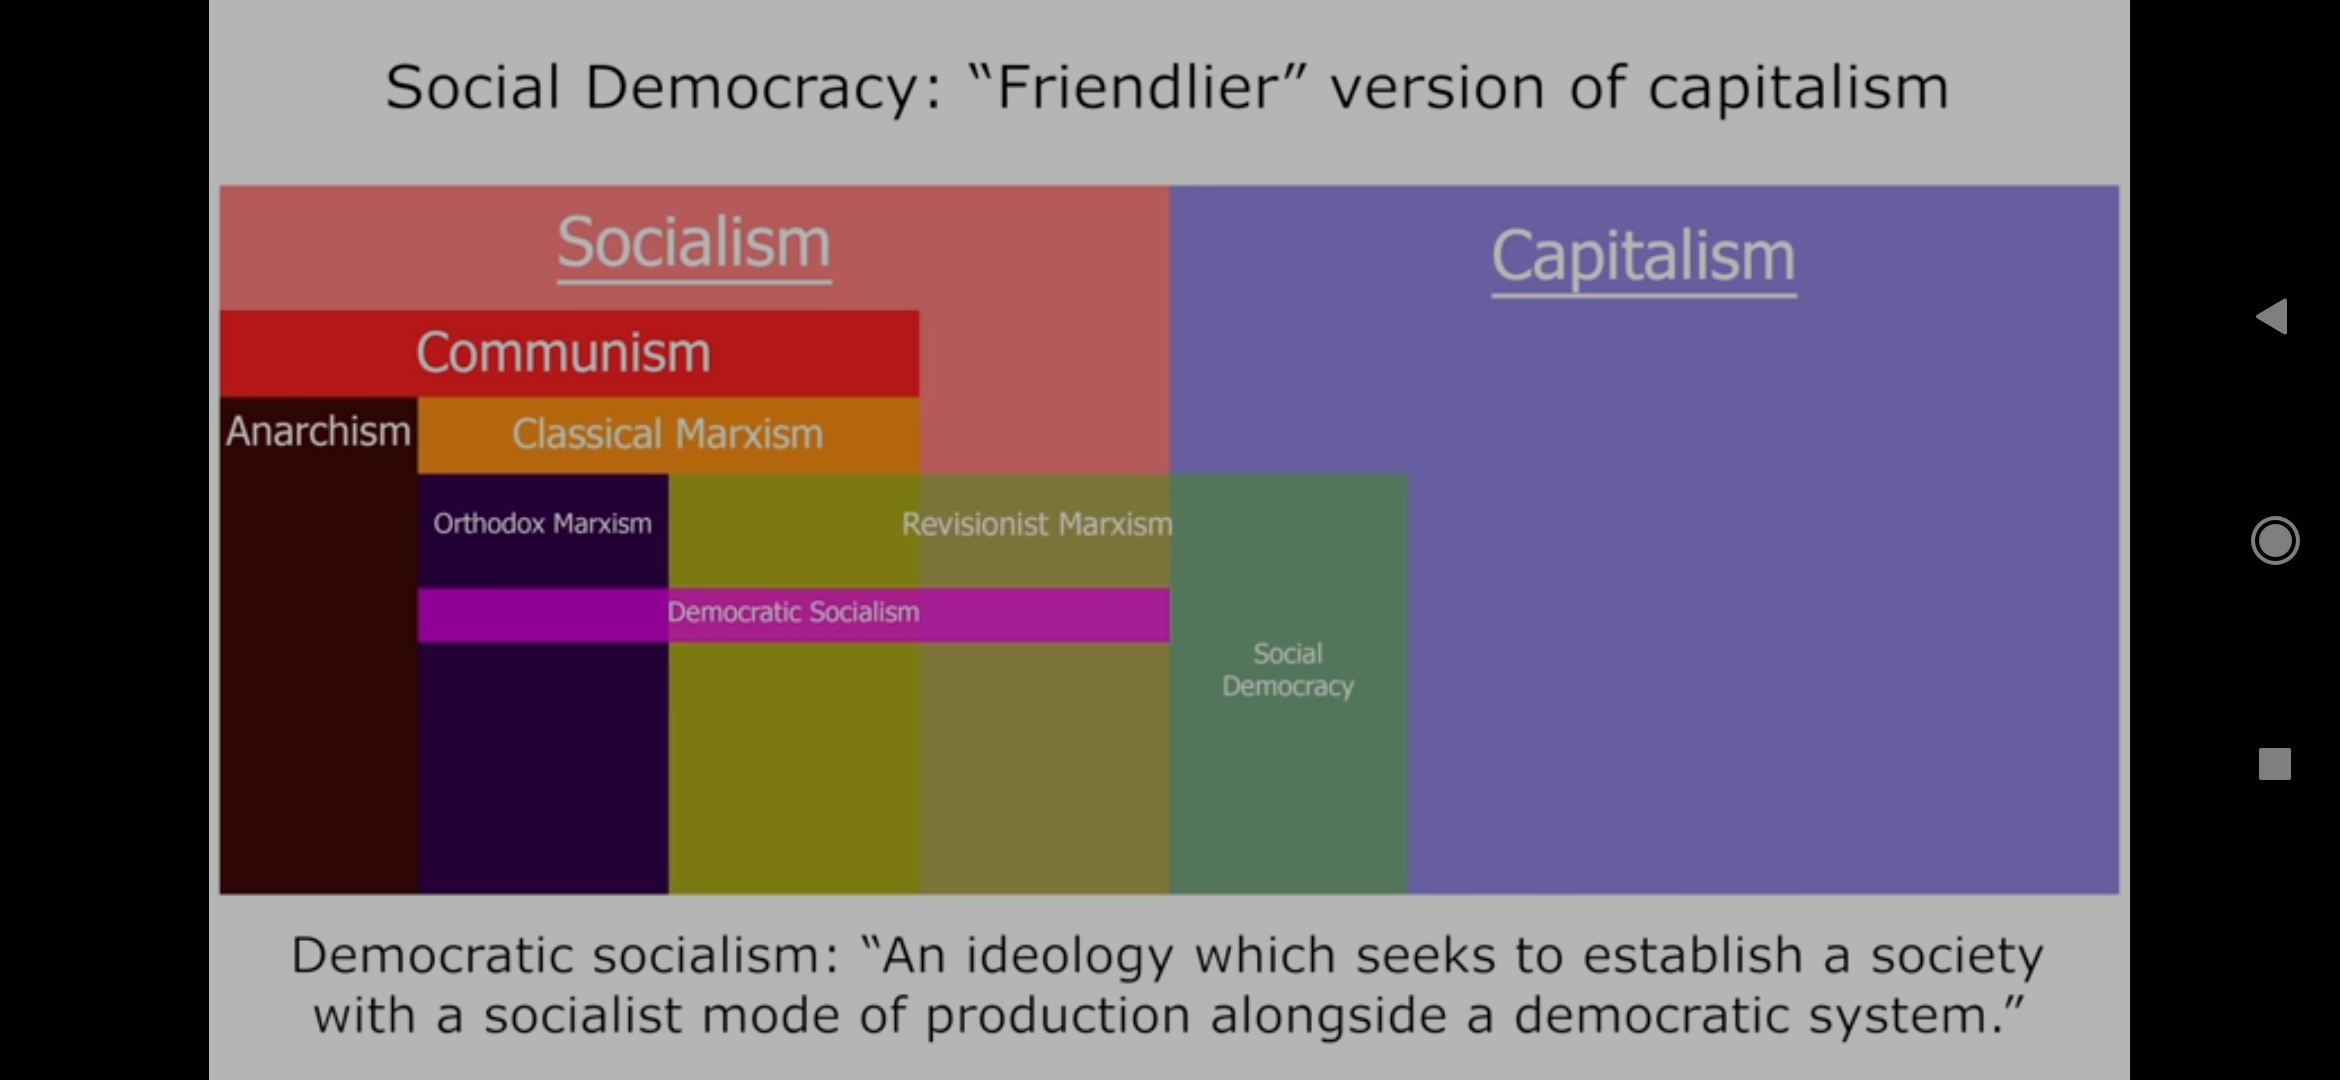 Social Democracy: “Friendlier” version of capitalism
Socialism
Capitalism
Communism
Anarchism
Classical Marxism
Orthodox Marxism
Revisionist Marxism
Democratic Socialism
Social
Democracy
Democratic socialism: “An ideology which seeks to establish a society
with a socialist mode of production alongside a democratic system.”